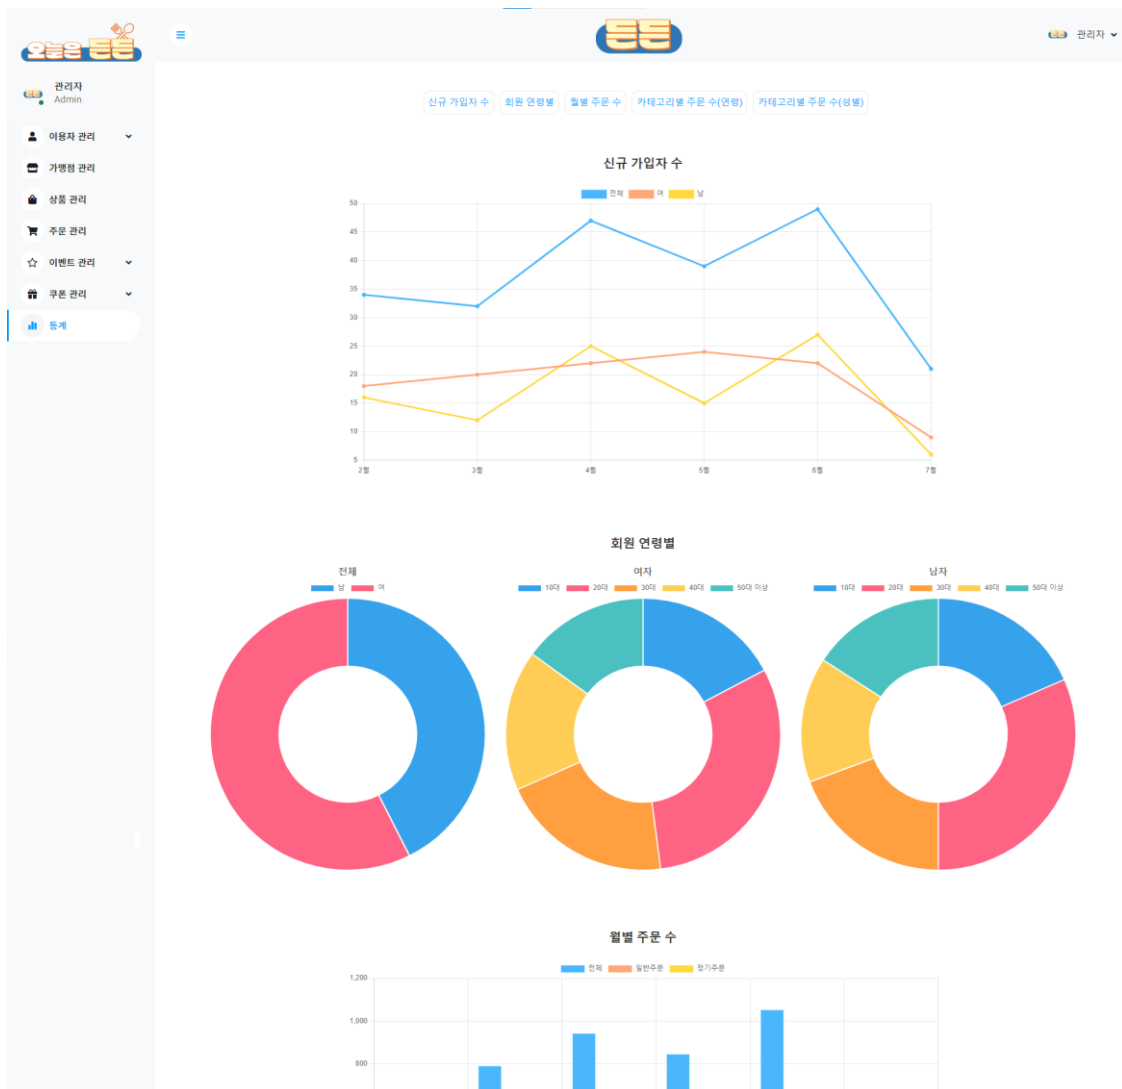 오늘은 든든
든든
든든 관리자
든든
관리자
Admin
신규 가입자 수 회원 연령별 월별 주문 수 카테고리별 주문 수(연령) 카테고리별 주문 수(성별)
이용자 관리
가맹점 관리
상품 관리
주문 관리
이벤트 관리
쿠폰 관리
통계
신규 가입자 수
전체 여 남
50
45
40
35
30
25
20
15
10
5
2월 3월 4월 5월 6월 7월
회원 연령별
전체
남 여
여자
10대 20대 30대 40대 50대 이상
남자
10대 20대 30대 40대 50대 이상
월별 주문 수
전체 일반주문 정기주문
1,200
1,000
800